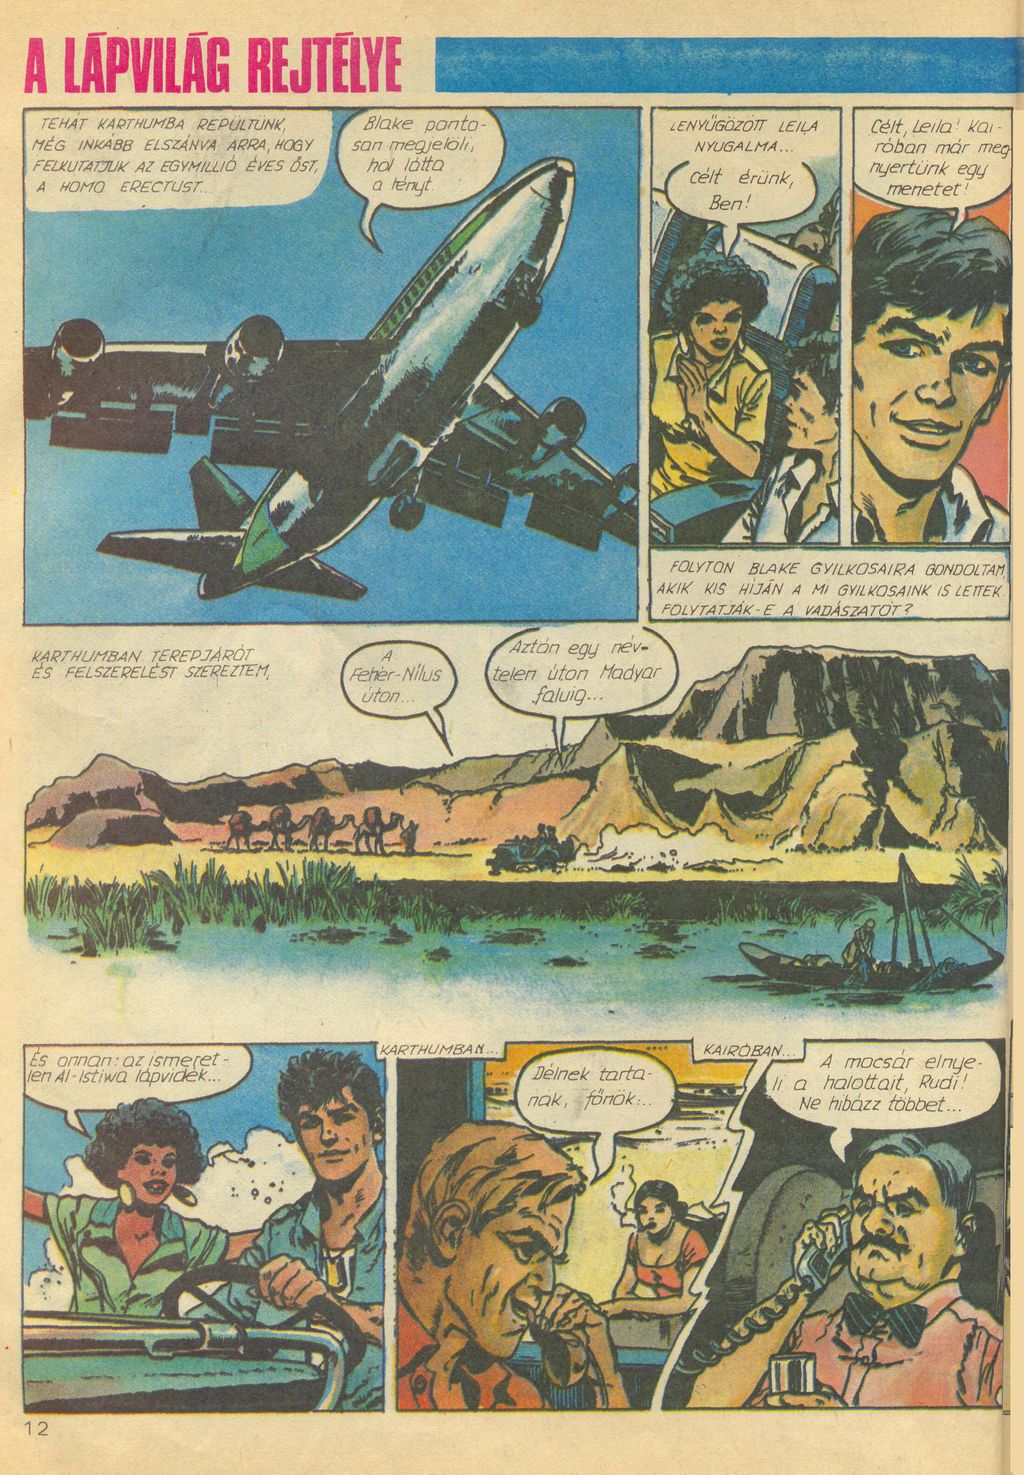 A LÁPVILÁG REJTÉLYE
TEHÁT KARTHUMBA REPÜLTÜNK,
MÉG INKÁBB ELSZÁNVA ARRA, HOGY
FELKUTATJUK AZ EGYMILLIÓ ÉVES ŐST,
A HOMO ERECTUST...
Blake ponto-
san megjelöli,
hol látta
a lényt.
LENYŰGÖZÖTT LEILA
NYUGALMA...
Célt érünk,
Ben!
Célt, Leila! Kai-
róban már meg
nyertünk egy
menetet!
FOLYTON BLAKE GYILKOSAIRA GONDOLTAM,
AKIK KIS HÍJÁN A MI GYILKOSAINK IS LETTEK.
FOLYTATJÁK-E A VADÁSZATOT?
KARTHUMBAN TEREPJÁRÓT
ÉS FELSZERELÉST SZEREZTEM,
A
Fehér-Nílus
úton...
Aztán egy név-
telen úton Madyar
faluig...
És onnan: az ismeret-
len Al-Istiwa lápvidék...
KARTHUMBAN...
Délnek tarta-
nak, főnök...
KAIRÓBAN...
A mocsár elnye-
li a halottait, Rudi!
Ne hibázz többet...
12